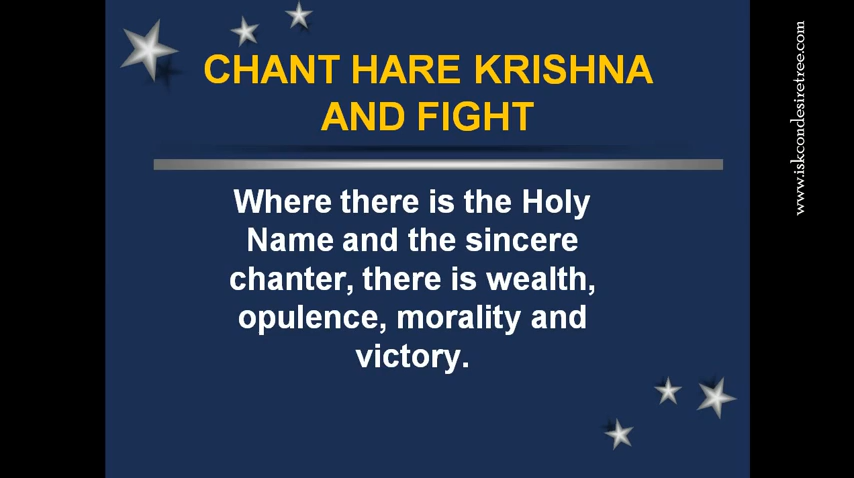 CHANT HARE KRISHNA
AND FIGHT
Where there is the Holy
Name and the sincere
chanter, there is wealth,
opulence, morality and
victory.
www.iskcondesiretree.com